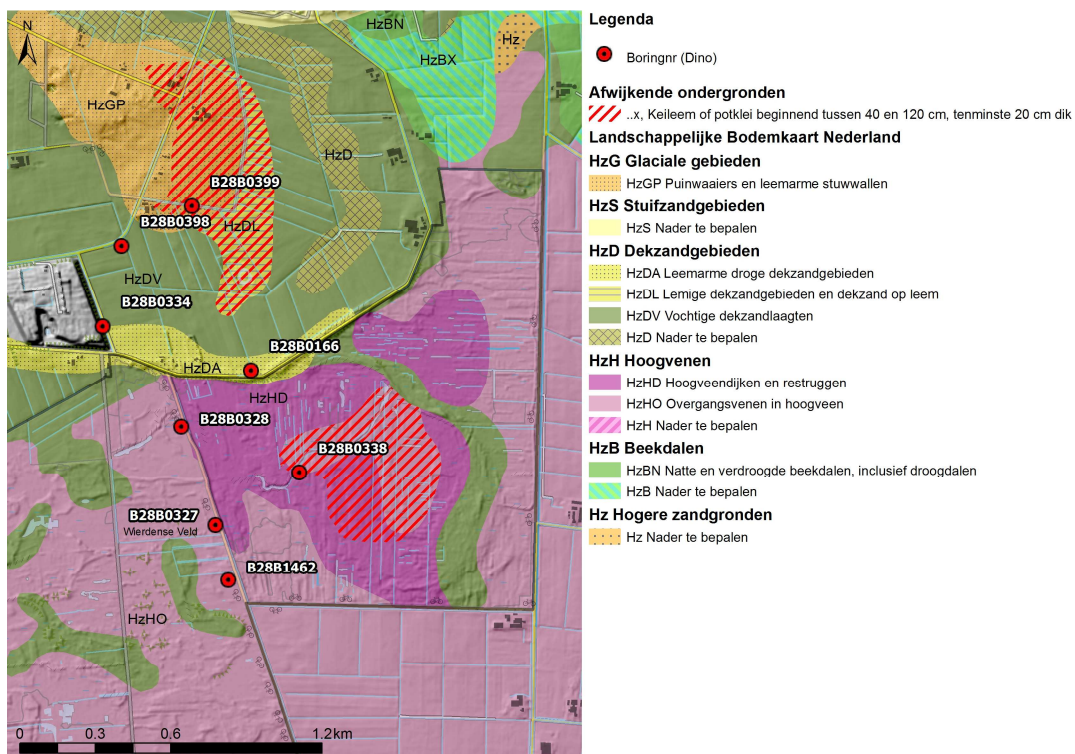 N
HzBN
HzBX
Hz
HzGP
HzD
B28B0399
B28B0398
HzDL
HzDV
B28B0334
B28B0166
HzDA
HzHD
B28B0328
B28B0338
B28B0327
Wierdense Veld
B28B1462
HzHO
0 0.3 0.6 1.2km
Legenda
Boringnr (Dino)
Afwijkende ondergronden
..x, Keileem of potklei beginnend tussen 40 en 120 cm, tenminste 20 cm dik
Landschappelijke Bodemkaart Nederland
HzG Glaciale gebieden
HzGP Puinwaaiers en leemarme stuwwallen
HzS Stuifzandgebieden
HzS Nader te bepalen
HzD Dekzandgebieden
HzDA Leemarme droge dekzandgebieden
HzDL Lemige dekzandgebieden en dekzand op leem
HzDV Vochtige dekzandlaagten
HzD Nader te bepalen
HzH Hoogvenen
HzHD Hoogveendijken en restruggen
HzHO Overgangsvenen in hoogveen
HzH Nader te bepalen
HzB Beekdalen
HzBN Natte en verdroogde beekdalen, inclusief droogdalen
HzB Nader te bepalen
Hz Hogere zandgronden
Hz Nader te bepalen